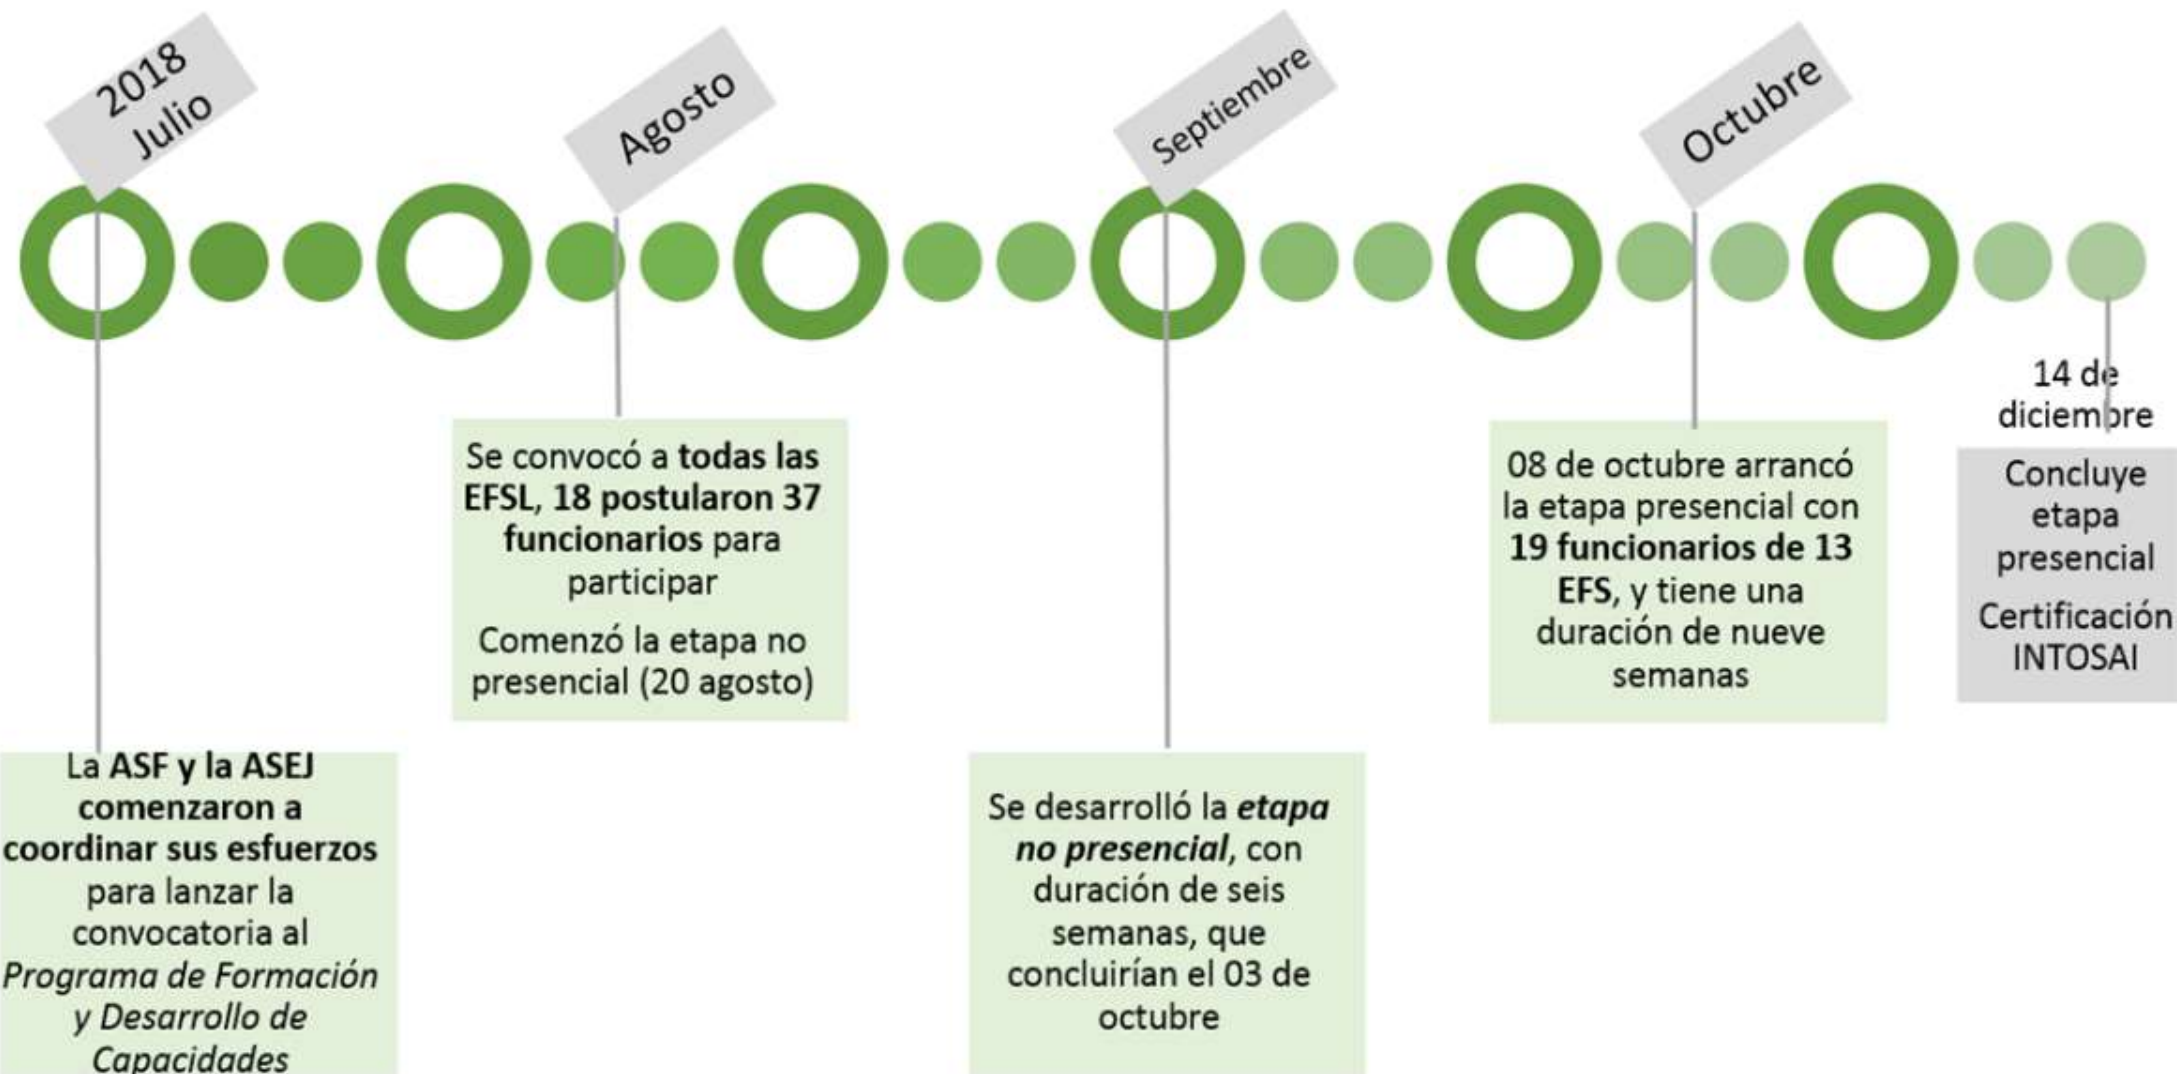 2018
Julio
La ASF y la ASEJ
comenzaron a
coordinar sus esfuerzos
para lanzar la
convocatoria al
Programa de Formación
y Desarrollo de
Capacidades
Agosto
Se convocó a todas las
EFSL, 18 postularon 37
funcionarios para
participar
Comenzó la etapa no
presencial (20 agosto)
Septiembre
Se desarrolló la etapa
no presencial, con
duración de seis
semanas, que
concluirían el 03 de
octubre
Octubre
08 de octubre arrancó
la etapa presencial con
19 funcionarios de 13
EFS, y tiene una
duración de nueve
semanas
14 de
diciembre
Concluye
etapa
presencial
Certificación
INTOSAI